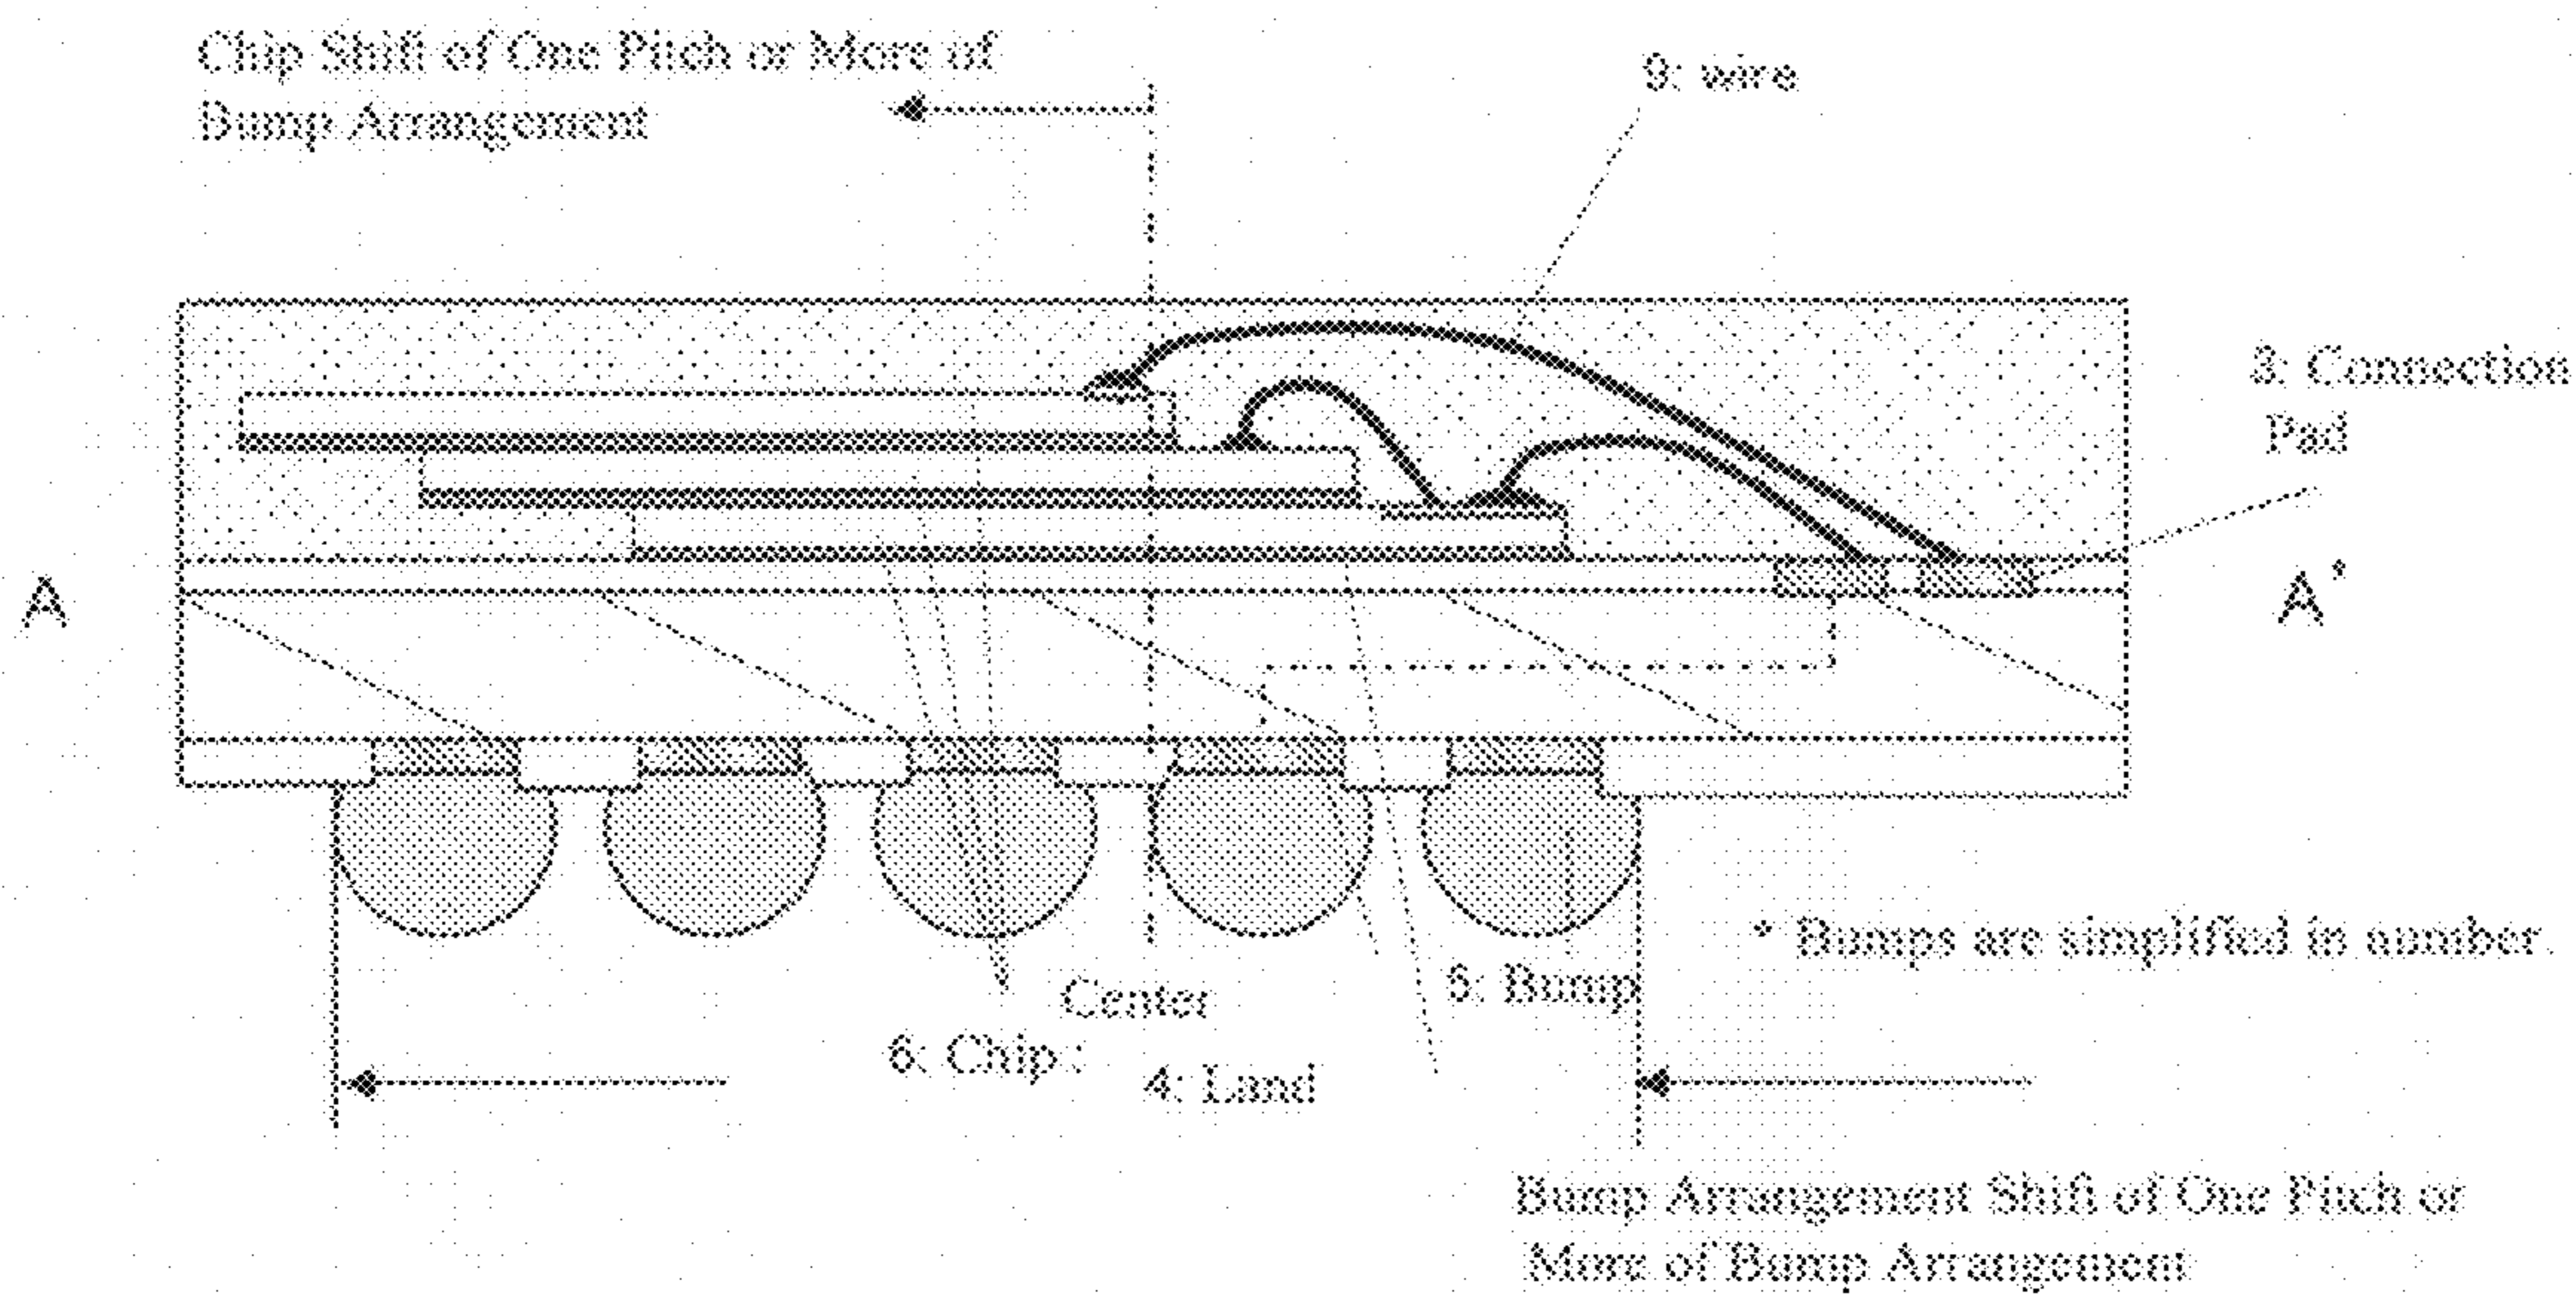 Chip Shift of One Pitch or More of
Bump Arrangement
9: wire
3: Connection
Pad
A
A'
* Bumps are simplified in number.
5: Bump
Center
6: Chip
4: Land
Bump Arrangement Shift of One Pitch or
More of Bump Arrangement